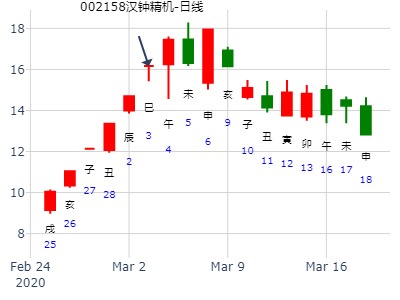 002158汉钟精机-日线
18
16
14
12
10
8
戌
25
亥
26
子
27
丑
28
辰
2
巳
3
午
4
未
5
申
6
亥
9
子
10
丑
11
寅
12
卯
13
午
16
未
17
申
18
Feb 24
2020
Mar 2
Mar 9
Mar 16